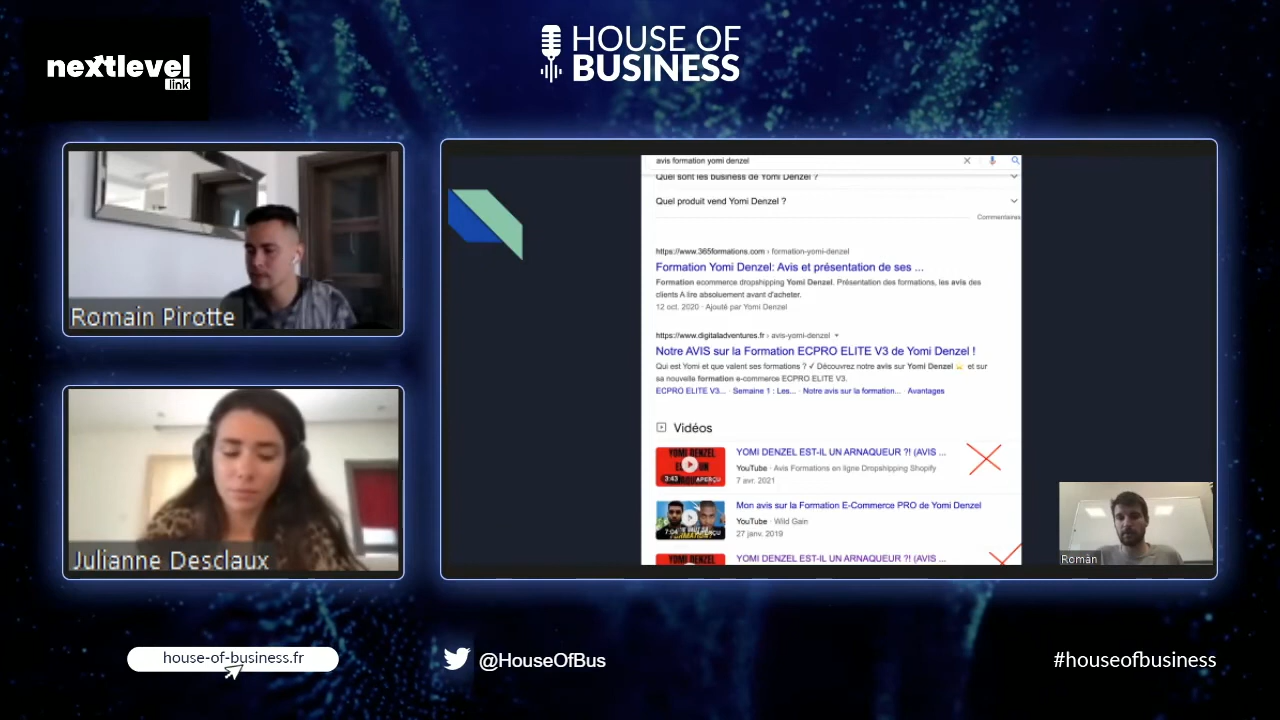 nextlevel
link
HOUSE OF
BUSINESS
Romain Pirotte
Julianne Desclaux
avis formation yomi denzel
Quel sont les business de Yomi Denzel ?
Quel produit vend Yomi Denzel ?
Commentaires
https://www.365formations.com › formation-yomi-denzel
Formation Yomi Denzel: Avis et présentation de ses ...
Formation ecommerce dropshipping Yomi Denzel. Présentation des formations, les avis des
clients A lire absolument avant d'acheter.
12 oct. 2020 · Ajouté par Yomi Denzel
https://www.digitaladventures.fr › avis-yomi-denzel
Notre AVIS sur la Formation ECPRO ELITE V3 de Yomi Denzel !
Qui est Yomi et que valent ses formations ? ✓ Découvrez notre avis sur Yomi Denzel et sur
sa nouvelle formation e-commerce ECPRO ELITE V3.
ECPRO ELITE V3... · Semaine 1 : Les... · Notre avis sur la formation... · Avantages
Vidéos
YOMI DENZEL
3:43 APERÇU
YOMI DENZEL EST-IL UN ARNAQUEUR ?! (AVIS ...
YouTube · Avis Formations en ligne Dropshipping Shopify
7 avr. 2021
Mon avis sur la Formation E-Commerce PRO de Yomi Denzel
YouTube · Wild Gain
27 janv. 2019
YOMI DENZEL EST-IL UN ARNAQUEUR ?! (AVIS ...
Roman
house-of-business.fr
@HouseOfBus
#houseofbusiness